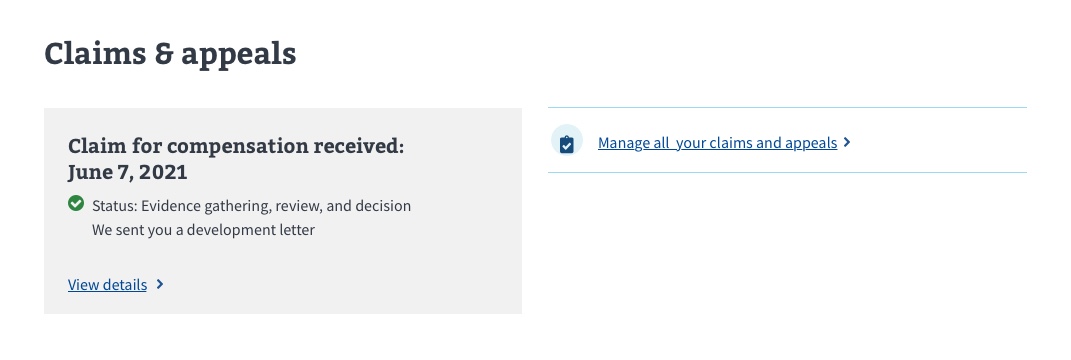 Claims & appeals
Claim for compensation received:
June 7, 2021
Status: Evidence gathering, review, and decision
We sent you a development letter
View details
Manage all  your claims and appeals